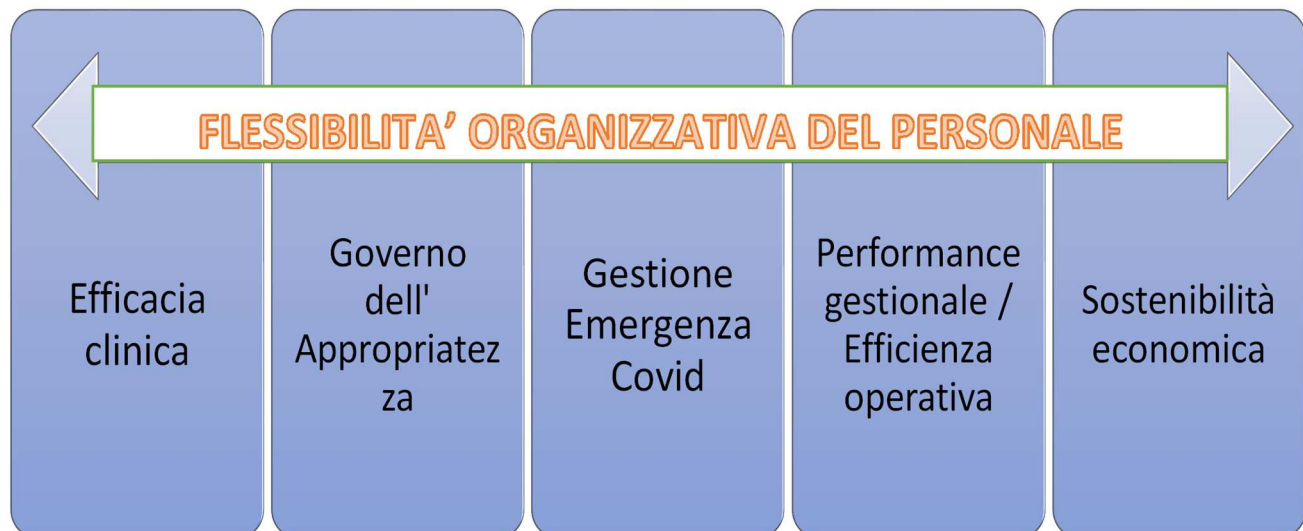 FLESSIBILITA' ORGANIZZATIVA DEL PERSONALE
Efficacia
clinica
Governo
dell'
Appropriatez
za
Gestione
Emergenza
Covid
Performance
gestionale /
Efficienza
operativa
Sostenibilità
economica